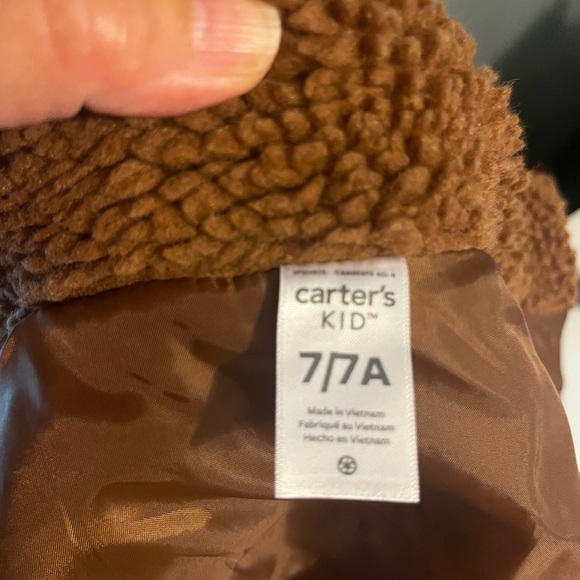 carter's
KID™
7/7A
Made in Vietnam
Fabriqué au Vietnam
Hecho en Vietnam